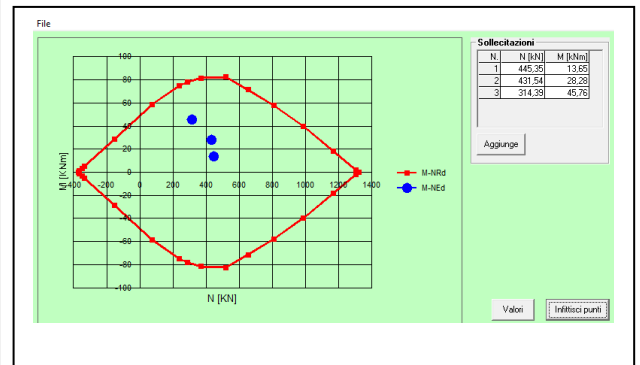 File
Sollecitazioni
N. N [kN] M [kNm]
1 445,35 13,65
2 431,54 28,28
3 314,39 45,76
Aggiunge
100
80
60
40
20
0
-400 -200 0 200 400 600 800 1000 1200 1400
-20
-40
-60
-80
-100
M [KNm]
N [KN]
M-NRd
M-NEd
Valori
Infittisci punti